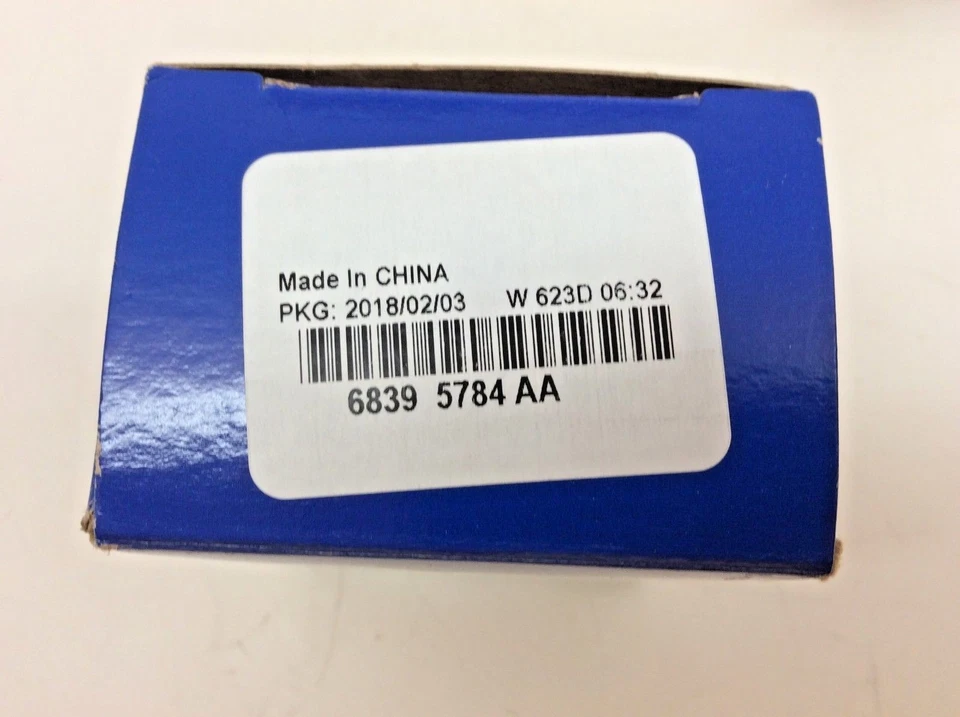 Made In CHINA
PKG: 2018/02/03 W 623D 06:32
6839 5784 AA